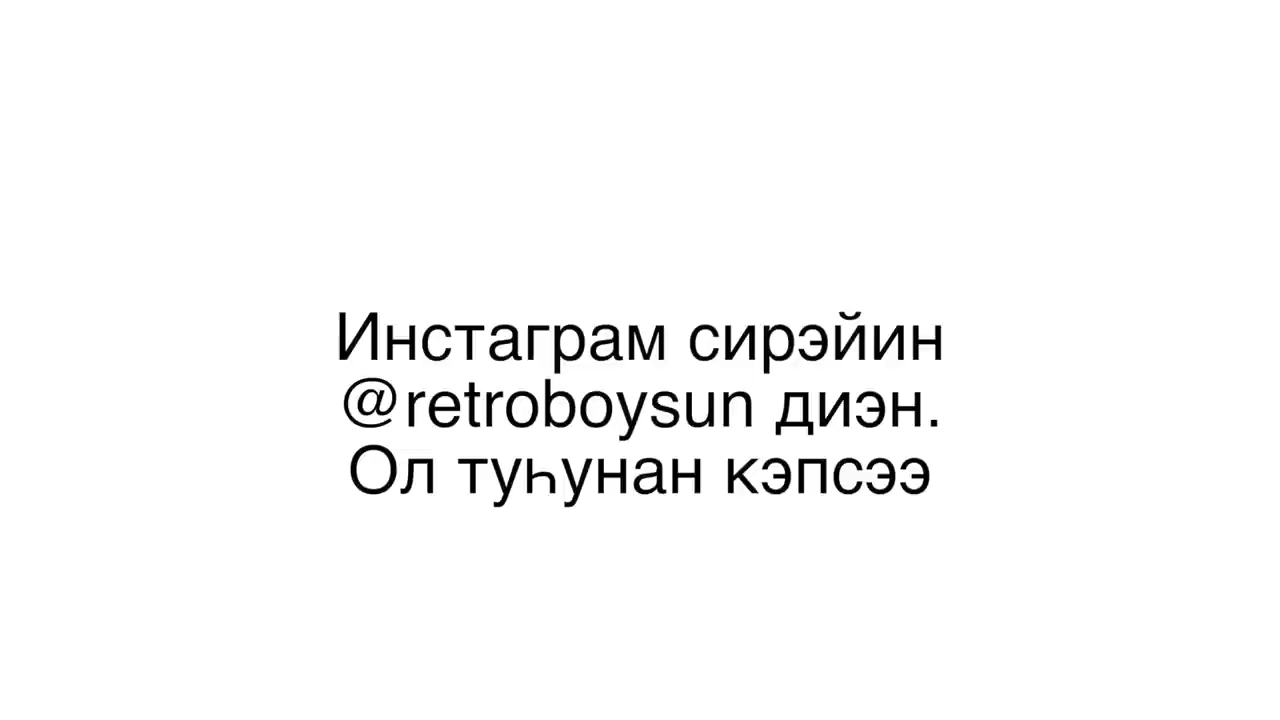 Инстаграм сирэйин
@retroboysun диэн.
Ол туһунан кэпсээ